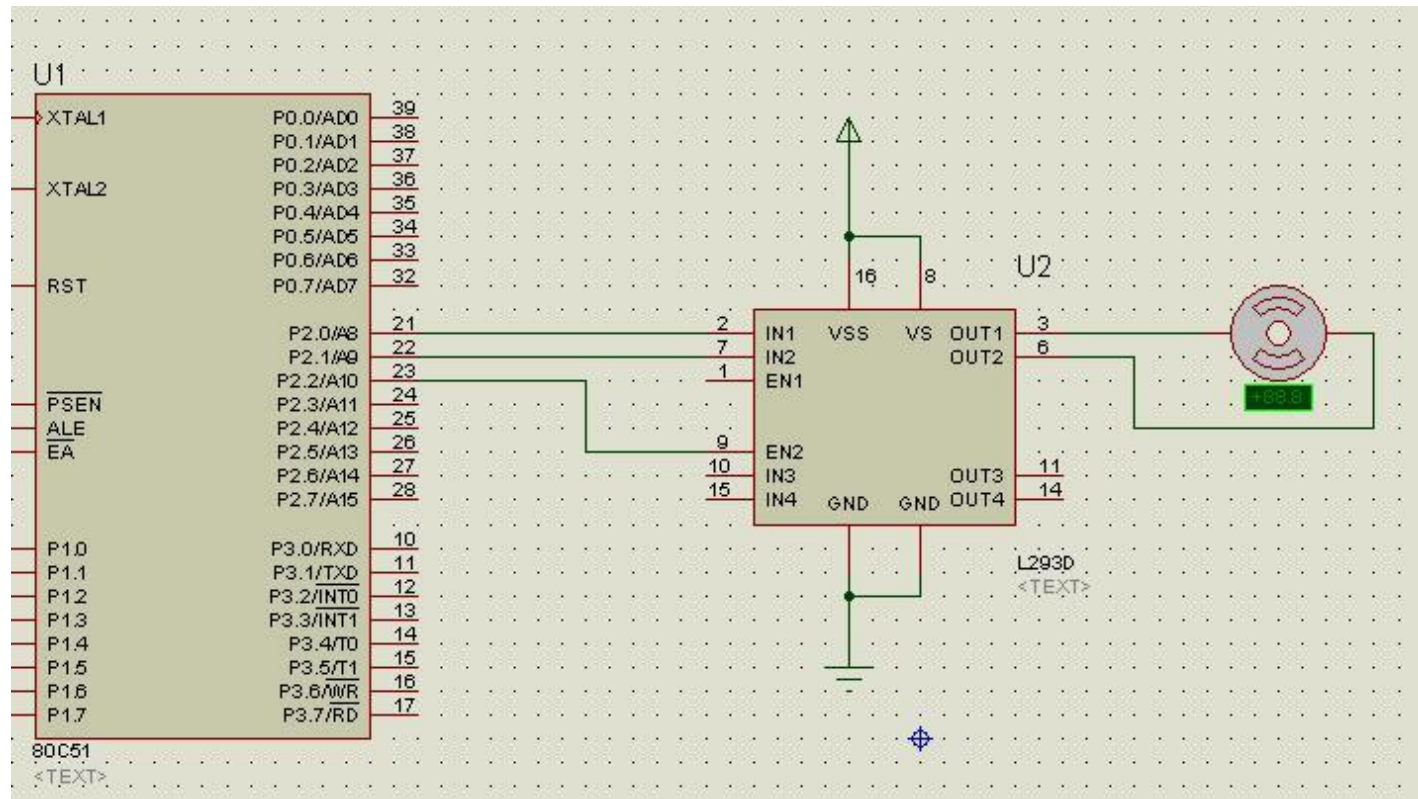 U1
XTAL1
XTAL2
RST
PSEN
ALE
EA
P1.0
P1.1
P1.2
P1.3
P1.4
P1.5
P1.6
P1.7
P0.0/AD0 39
P0.1/AD1 38
P0.2/AD2 37
P0.3/AD3 36
P0.4/AD4 35
P0.5/AD5 34
P0.6/AD6 33
P0.7/AD7 32
P2.0/A8 21
P2.1/A9 22
P2.2/A10 23
P2.3/A11 24
P2.4/A12 25
P2.5/A13 26
P2.6/A14 27
P2.7/A15 28
P3.0/RXD 10
P3.1/TXD 11
P3.2/INT0 12
P3.3/INT1 13
P3.4/T0 14
P3.5/T1 15
P3.6/WR 16
P3.7/RD 17
80C51
<TEXT>
U2
16 8
VSS VS
2 IN1
7 IN2
1 EN1
9 EN2
10 IN3
15 IN4
OUT1 3
OUT2 6
OUT3 11
OUT4 14
GND GND
L293D
<TEXT>
+88.8